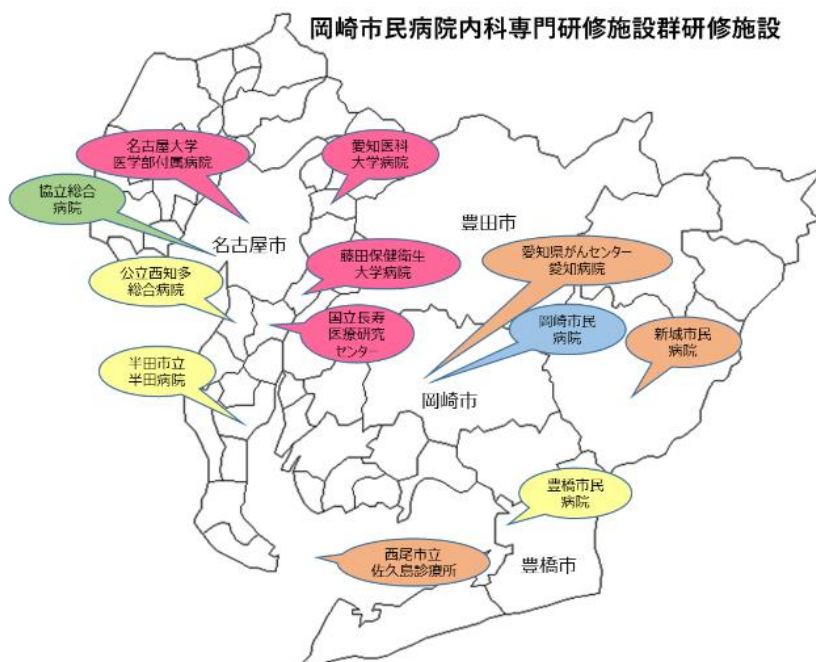 岡崎市民病院内科専門研修施設群研修施設
名古屋大学
医学部付属病院
愛知医科
大学病院
協立総合
病院
豊田市
名古屋市
藤田保健衛生
大学病院
愛知県がんセンター
愛知病院
公立西知多
総合病院
国立長寿
医療研究
センター
岡崎市民
病院
新城市民
病院
半田市立
半田病院
岡崎市
豊橋市民
病院
西尾市立
佐久島診療所
豊橋市